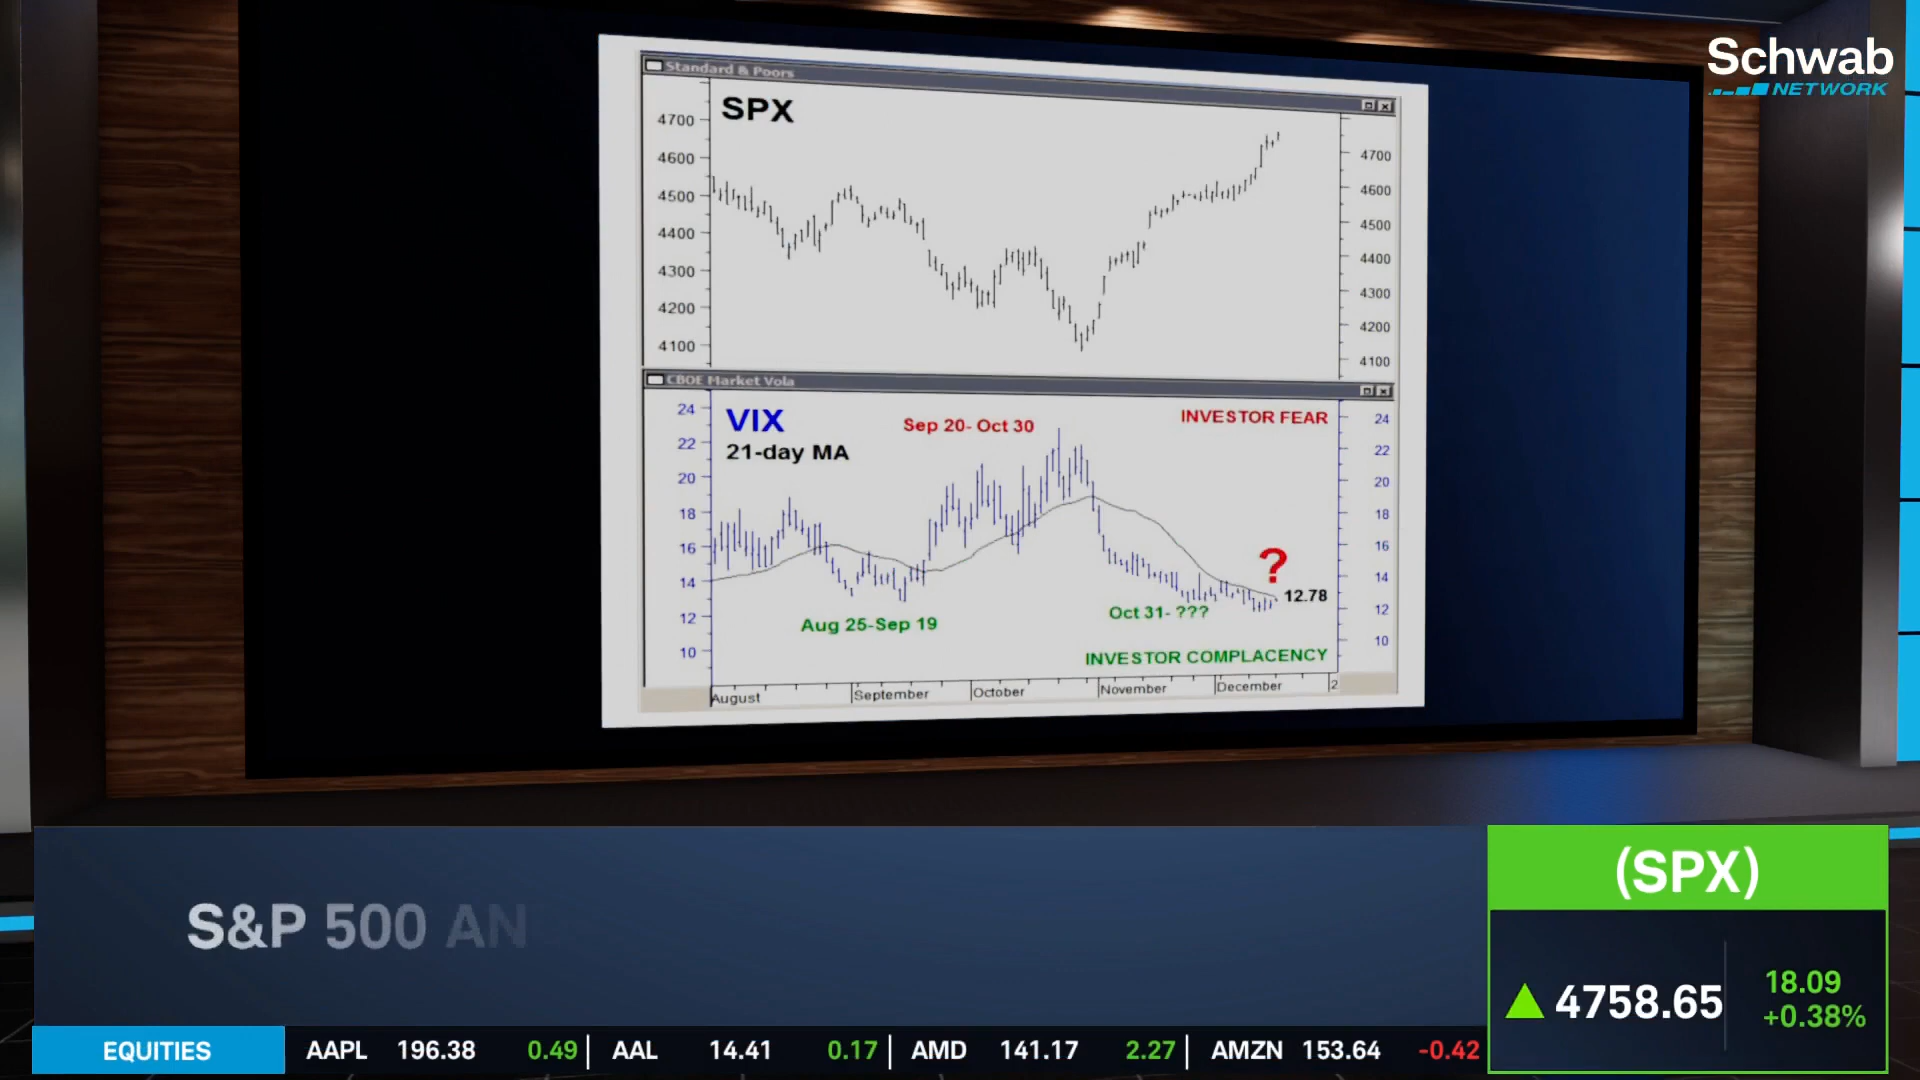 Schwab
NETWORK
Standard & Poors
SPX
4700
4600
4500
4400
4300
4200
4100
4700
4600
4500
4400
4300
4200
4100
CBOE Market Vola
VIX
21-day MA
Sep 20- Oct 30
INVESTOR FEAR
24
22
20
18
16
14
12
10
24
22
20
18
16
14
12
10
?
12.78
Aug 25-Sep 19
Oct 31- ???
INVESTOR COMPLACENCY
August September October November December 2
S&P 500 AN
(SPX)
4758.65
18.09
+0.38%
EQUITIES AAPL 196.38 0.49 AAL 14.41 0.17 AMD 141.17 2.27 AMZN 153.64 -0.42